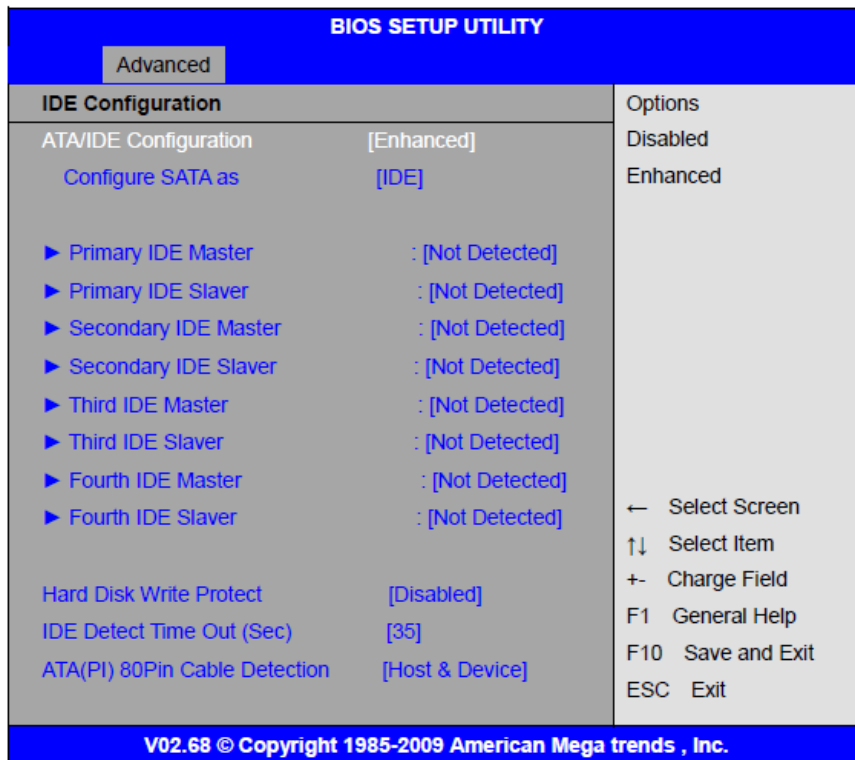 BIOS SETUP UTILITY
Advanced
IDE Configuration
ATA/IDE Configuration [Enhanced]
Configure SATA as [IDE]
► Primary IDE Master : [Not Detected]
► Primary IDE Slaver : [Not Detected]
► Secondary IDE Master : [Not Detected]
► Secondary IDE Slaver : [Not Detected]
► Third IDE Master : [Not Detected]
► Third IDE Slaver : [Not Detected]
► Fourth IDE Master : [Not Detected]
► Fourth IDE Slaver : [Not Detected]
Hard Disk Write Protect [Disabled]
IDE Detect Time Out (Sec) [35]
ATA(PI) 80Pin Cable Detection [Host & Device]
Options
Disabled
Enhanced
← Select Screen
↑↓ Select Item
+- Charge Field
F1 General Help
F10 Save and Exit
ESC Exit
V02.68 © Copyright 1985-2009 American Mega trends , Inc.